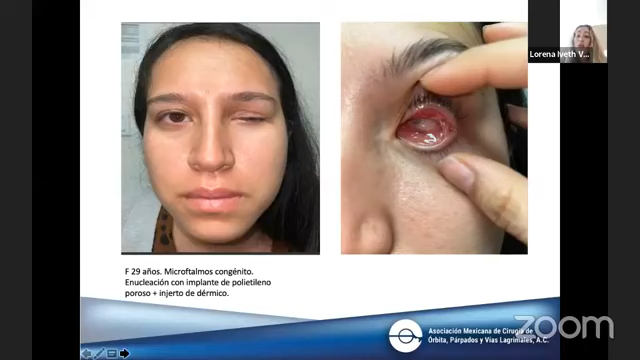 Lorena Iveth V...
F 29 años. Microftalmos congénito.
Enucleación con implante de polietileno
poroso + injerto de dérmico.
Asociación Mexicana de Cirugía de
Órbita, Párpados y Vías Lagrimales, A.C.
zoom